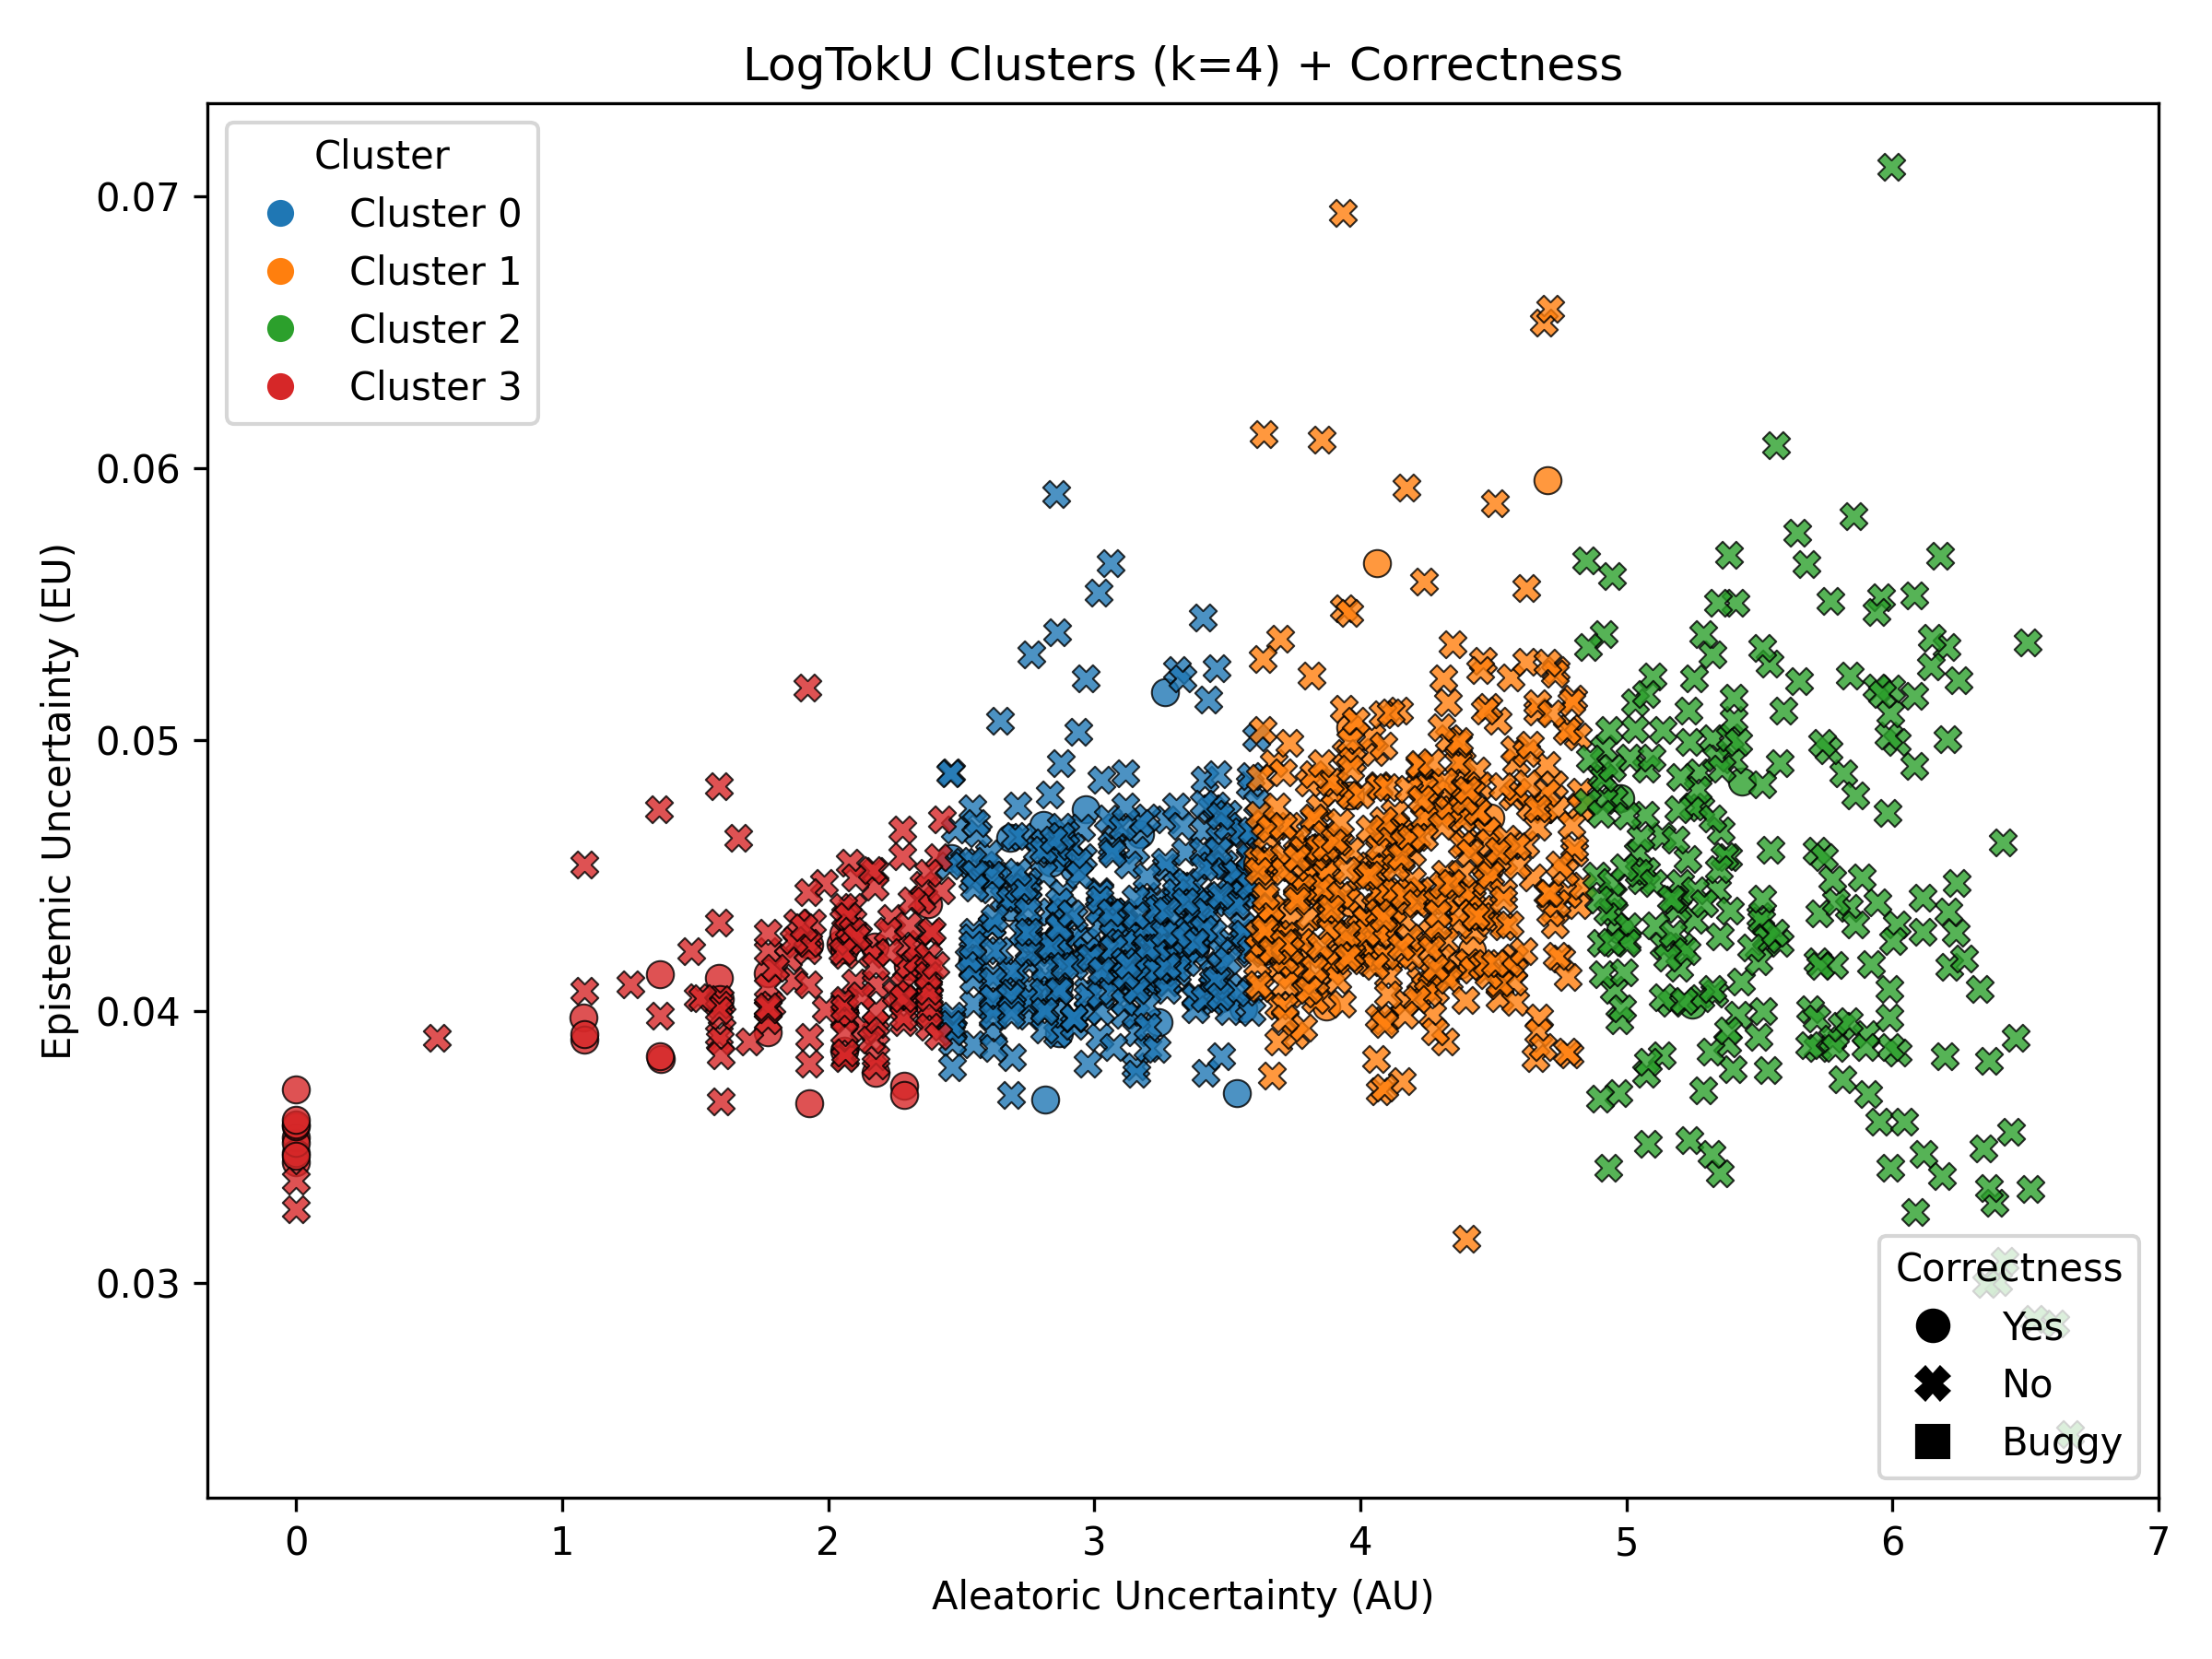 LogTokU Clusters (k=4) + Correctness
Cluster
Cluster 0
Cluster 1
Cluster 2
Cluster 3
0.07
0.06
0.05
0.04
0.03
Epistemic Uncertainty (EU)
Correctness
Yes
No
Buggy
0 1 2 3 4 5 6 7
Aleatoric Uncertainty (AU)